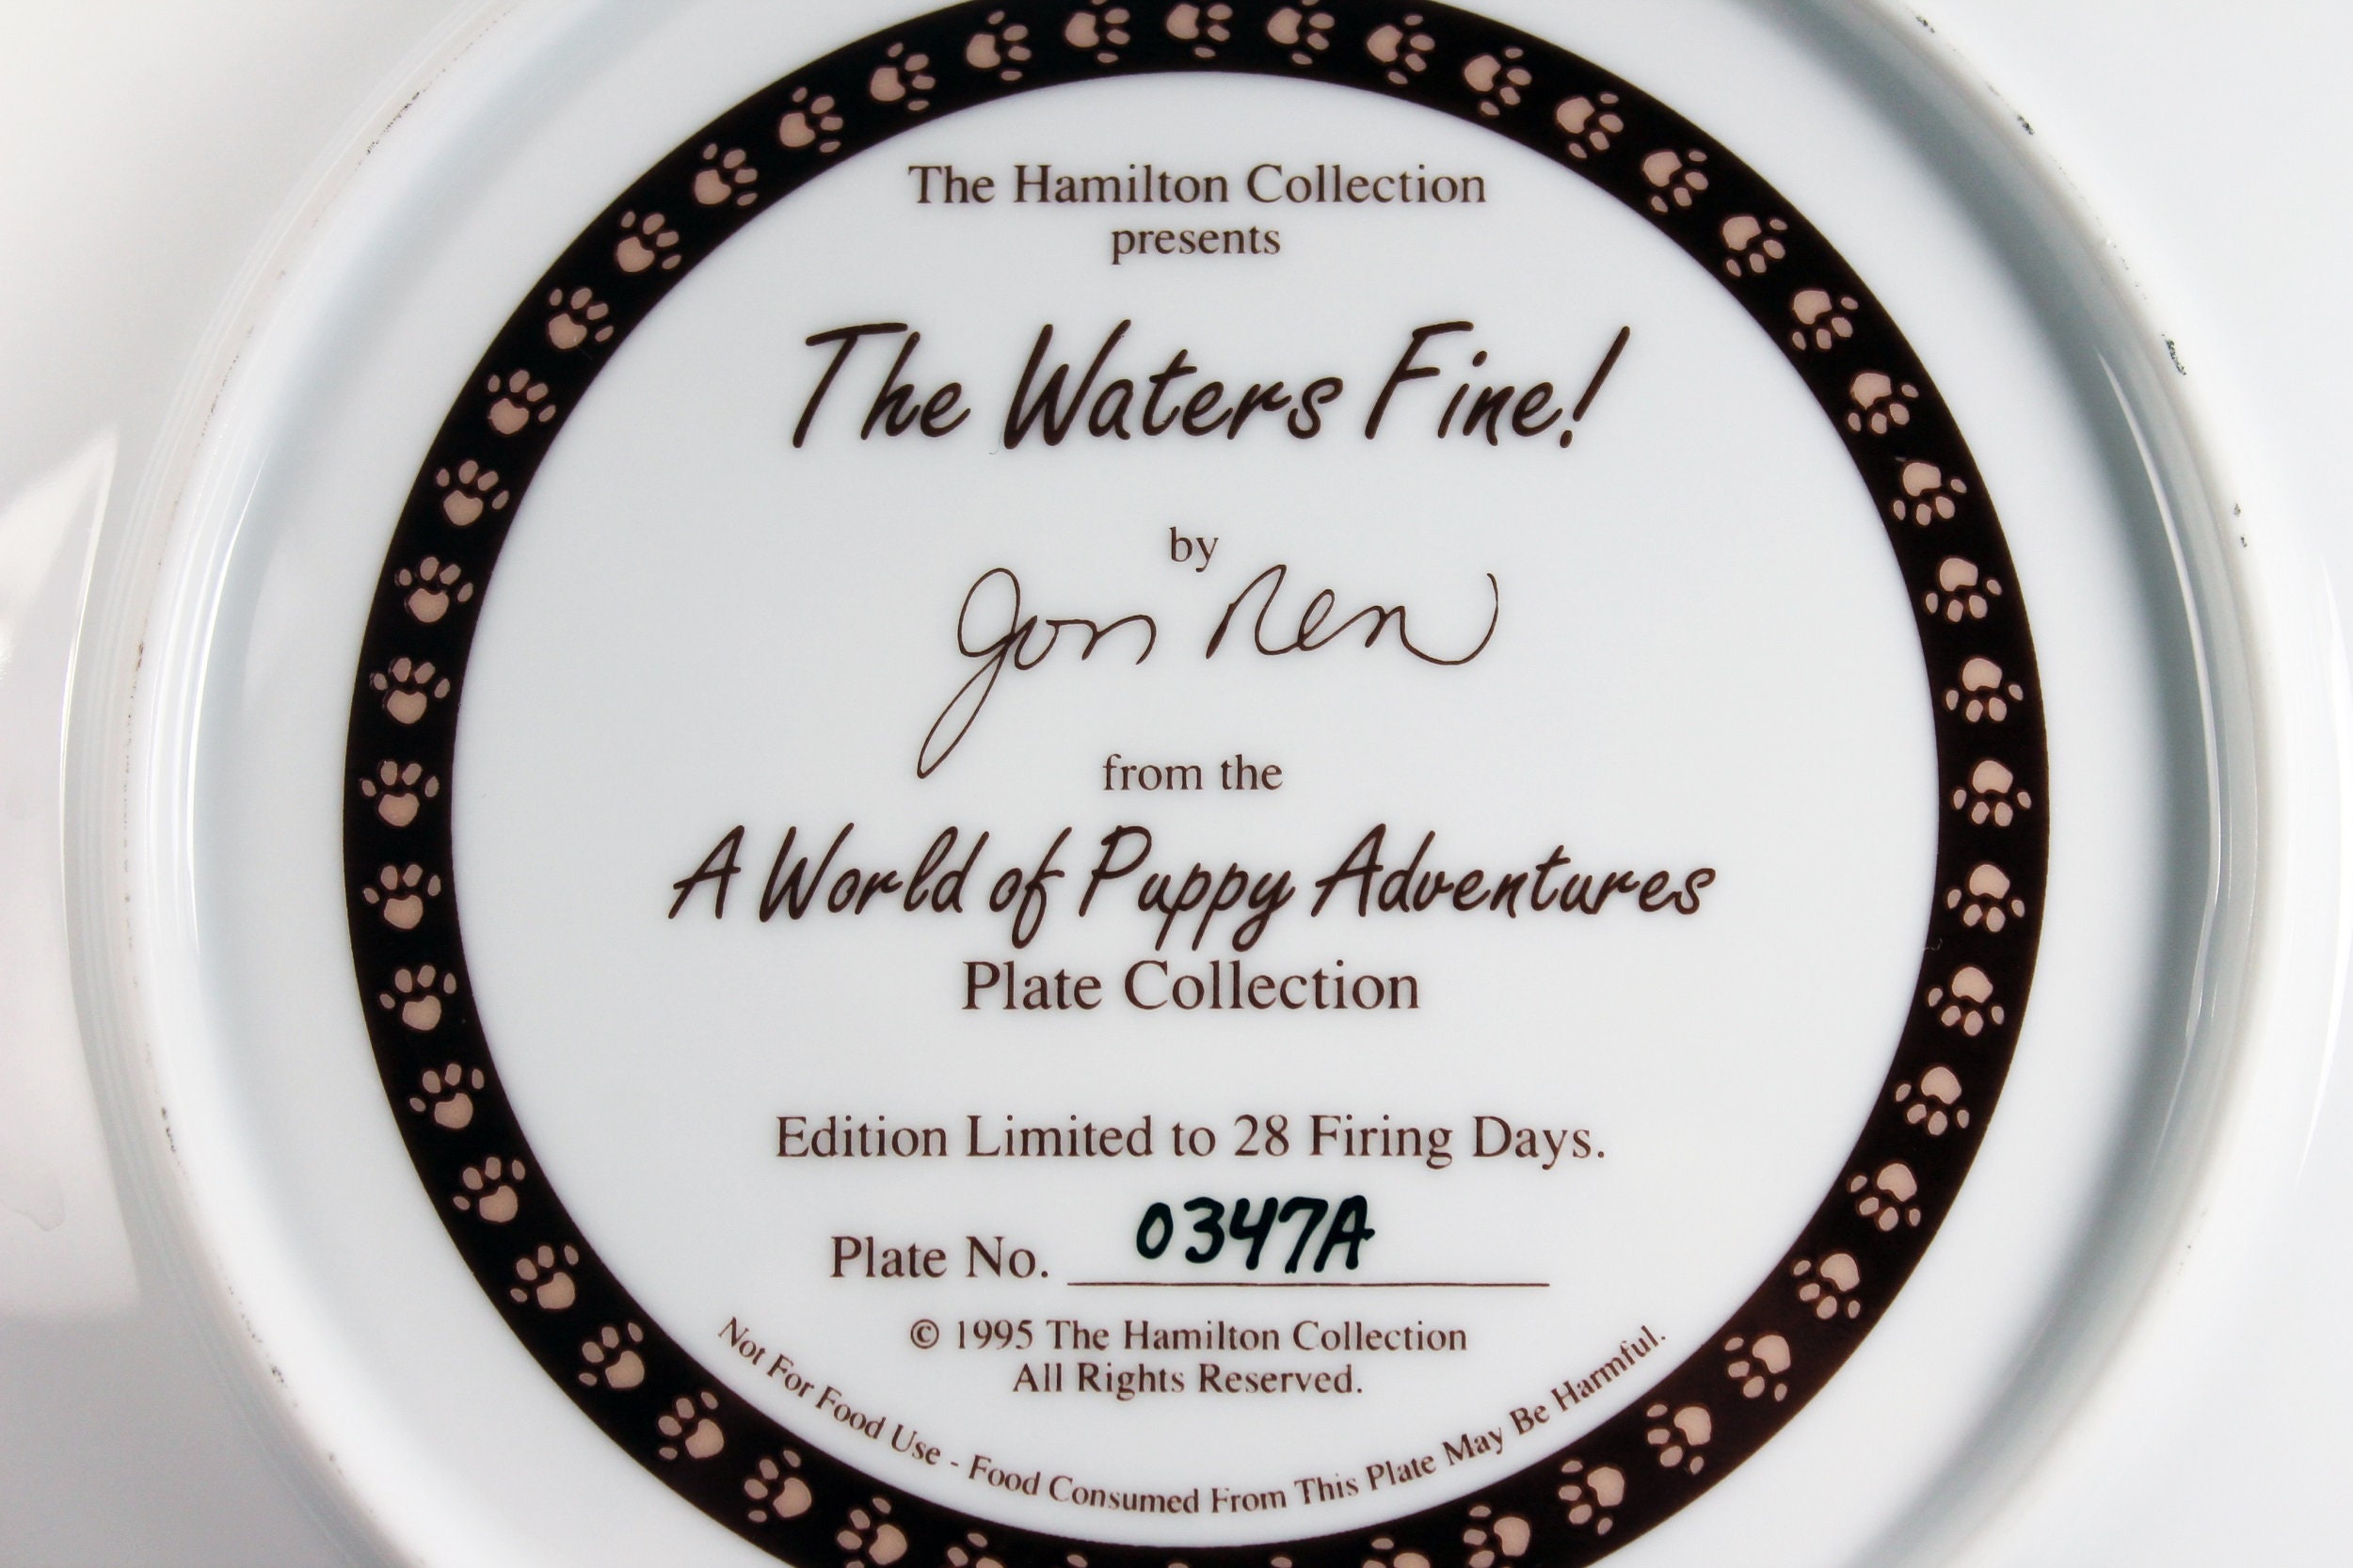 The Hamilton Collection
presents
The Waters Fine!
by
Jon Ren
from the
A World of Puppy Adventures
Plate Collection
Edition Limited to 28 Firing Days.
Plate No. 0347A
© 1995 The Hamilton Collection
All Rights Reserved.
Not For Food Use - Food Consumed From This Plate May Be Harmful.